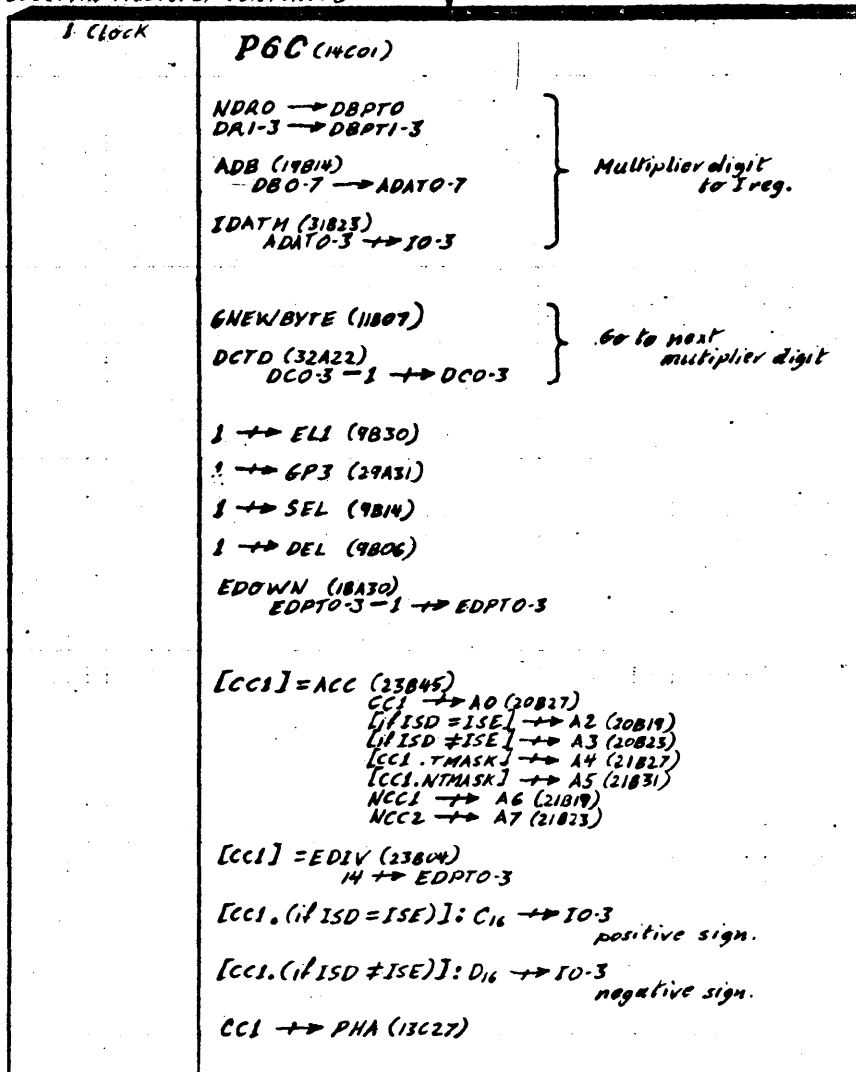 1 Clock
P6C (14C01)
NDR0 → DBPT0
DR1-3 → DBPT1-3
ADB (19B14)
DB0-7 → ADAT0-7
IDATM (31B23)
ADAT0-3 ↛ I0-3
Multiplier digit
to I reg.
GNEWBYTE (11B07)
DCTD (32A22)
DC0-3 - 1 ↛ DC0-3
Go to next
mutiplier digit
1 ↛ EL1 (9B30)
1 ↛ GP3 (29A31)
1 ↛ SEL (9B14)
1 ↛ DEL (9B06)
EDOWN (18A30)
EDPT0-3 - 1 ↛ EDPT0-3
[CC1] = ACC (23B45)
CC1 ↛ A0 (20B27)
[if ISD = ISE] ↛ A2 (20B19)
[if ISD ≠ ISE] ↛ A3 (20B23)
[CC1.TMASK] ↛ A4 (21B27)
[CC1.NTMASK] ↛ A5 (21B31)
NCC1 ↛ A6 (21B19)
NCC2 ↛ A7 (21B23)
[CC1] = EDIV (23B04)
14 ↛ EDPT0-3
[CC1.(if ISD = ISE)]: C₁₆ ↛ I0-3
positive sign.
[CC1.(if ISD ≠ ISE)]: D₁₆ ↛ I0-3
negative sign.
CC1 ↛ PHA (13C27)